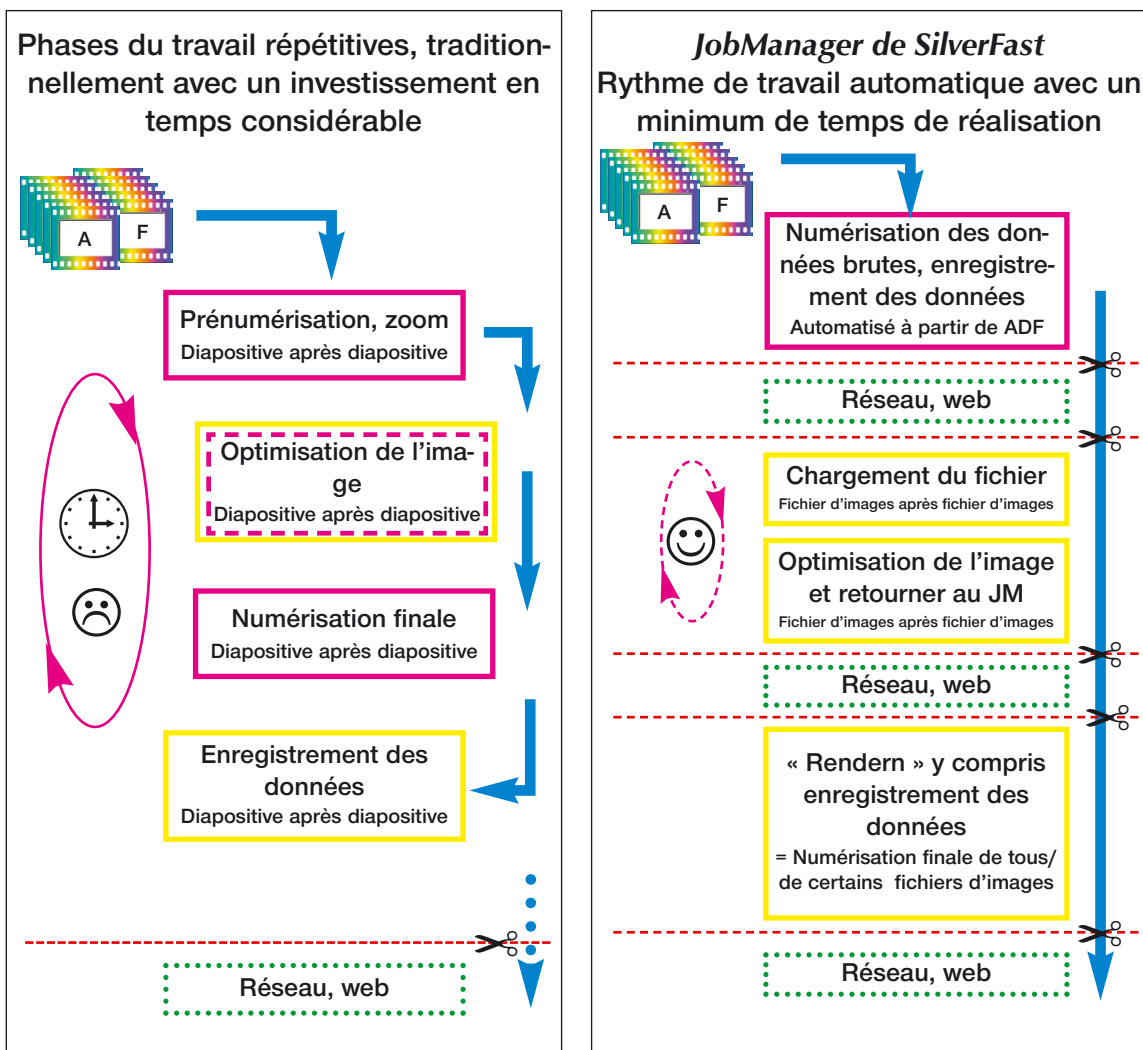 Phases du travail répétitives, tradition-
nellement avec un investissement en
temps considérable
A
F
Prénumérisation, zoom
Diapositive après diapositive
Optimisation de l’ima-
ge
Diapositive après diapositive
Numérisation finale
Diapositive après diapositive
Enregistrement des
données
Diapositive après diapositive
Réseau, web
JobManager de SilverFast
Rythme de travail automatique avec un
minimum de temps de réalisation
A
F
Numérisation des don-
nées brutes, enregistre-
ment des données
Automatisé à partir de ADF
Réseau, web
Chargement du fichier
Fichier d’images après fichier d’images
Optimisation de l’image
et retourner au JM
Fichier d’images après fichier d’images
Réseau, web
« Rendern » y compris
enregistrement des
données
= Numérisation finale de tous/
de certains fichiers d’images
Réseau, web